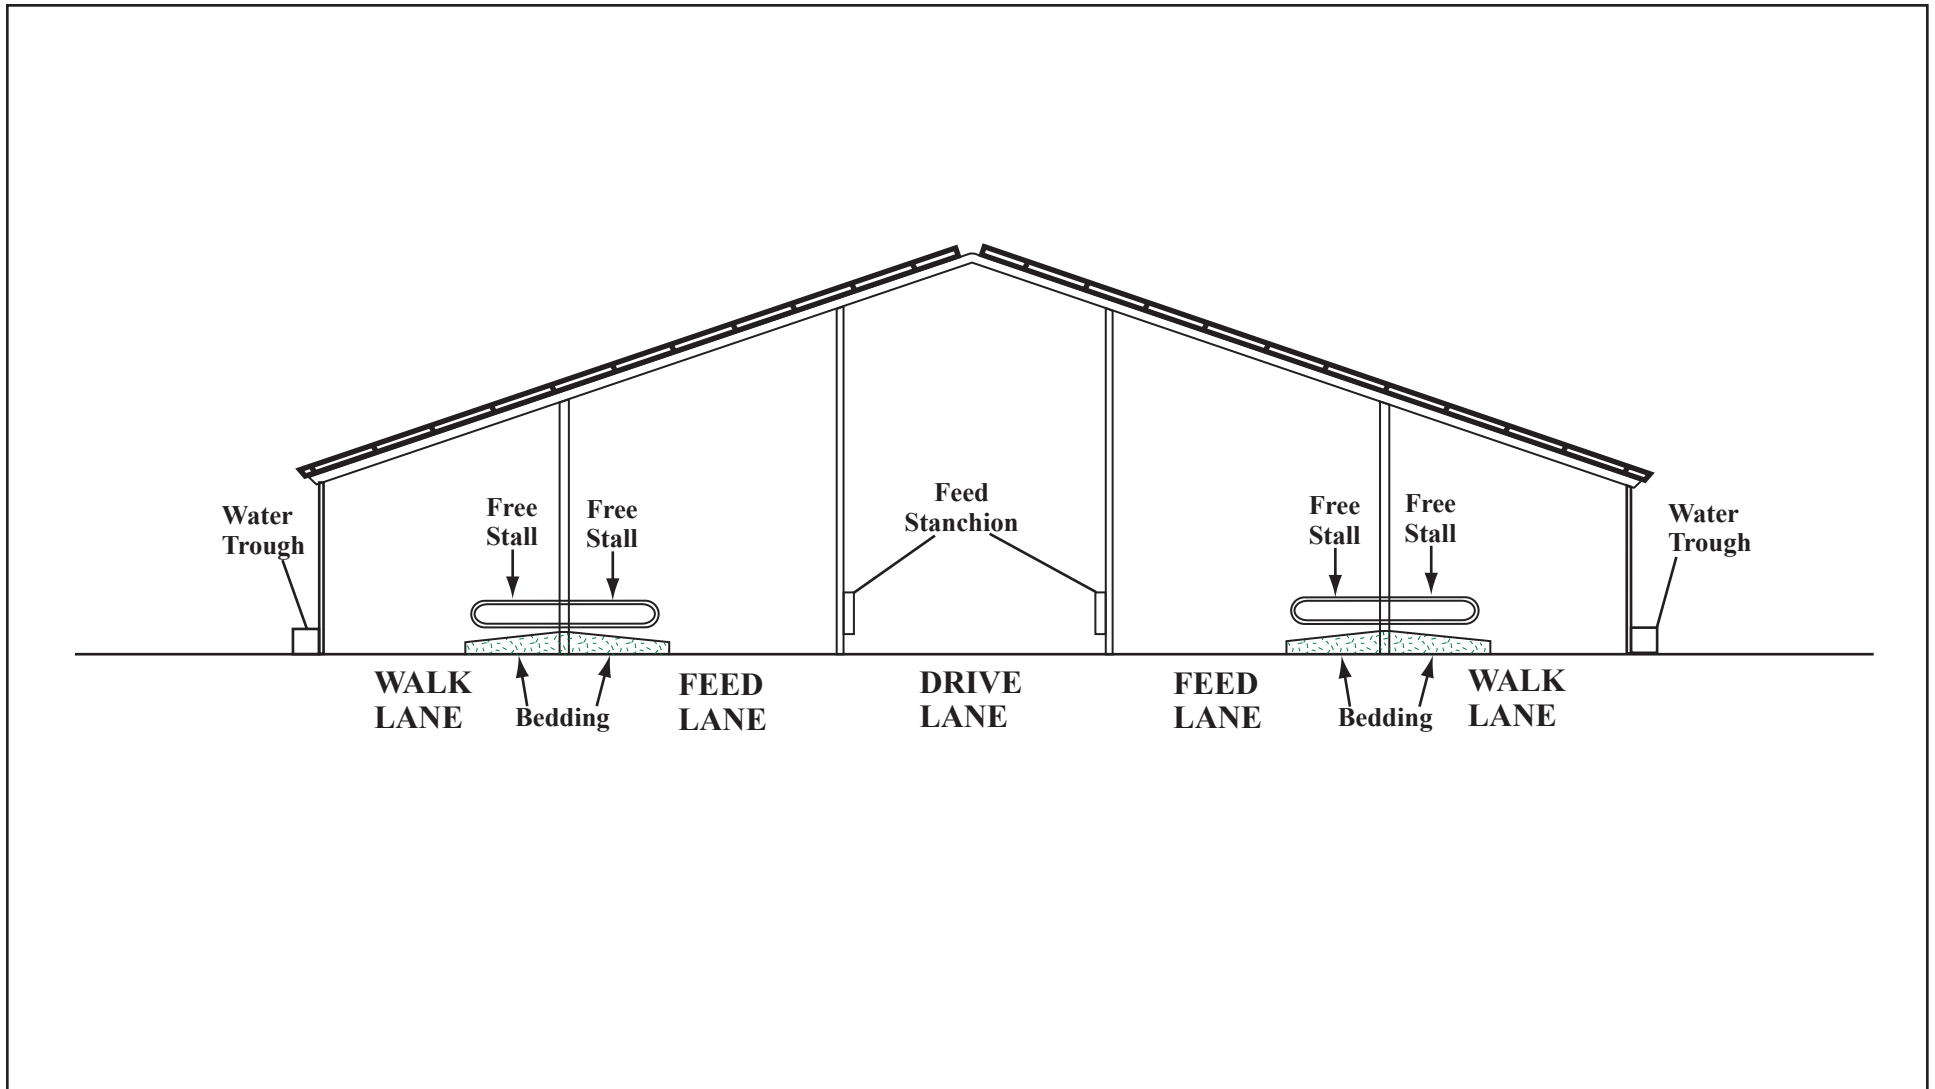 Water
Trough
Free
Stall
Free
Stall
Feed
Stanchion
Free
Stall
Free
Stall
Water
Trough
WALK
LANE
Bedding
FEED
LANE
DRIVE
LANE
FEED
LANE
Bedding
WALK
LANE